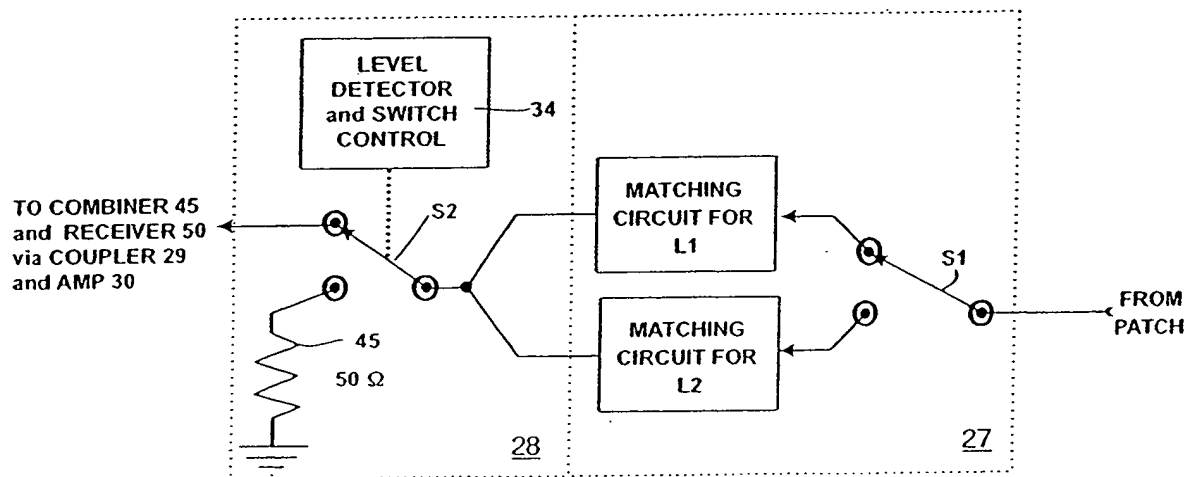 LEVEL
DETECTOR
and SWITCH
CONTROL
34
TO COMBINER 45
and RECEIVER 50
via COUPLER 29
and AMP 30
S2
MATCHING
CIRCUIT FOR
L1
S1
FROM
PATCH
MATCHING
CIRCUIT FOR
L2
45
50 Ω
28
27